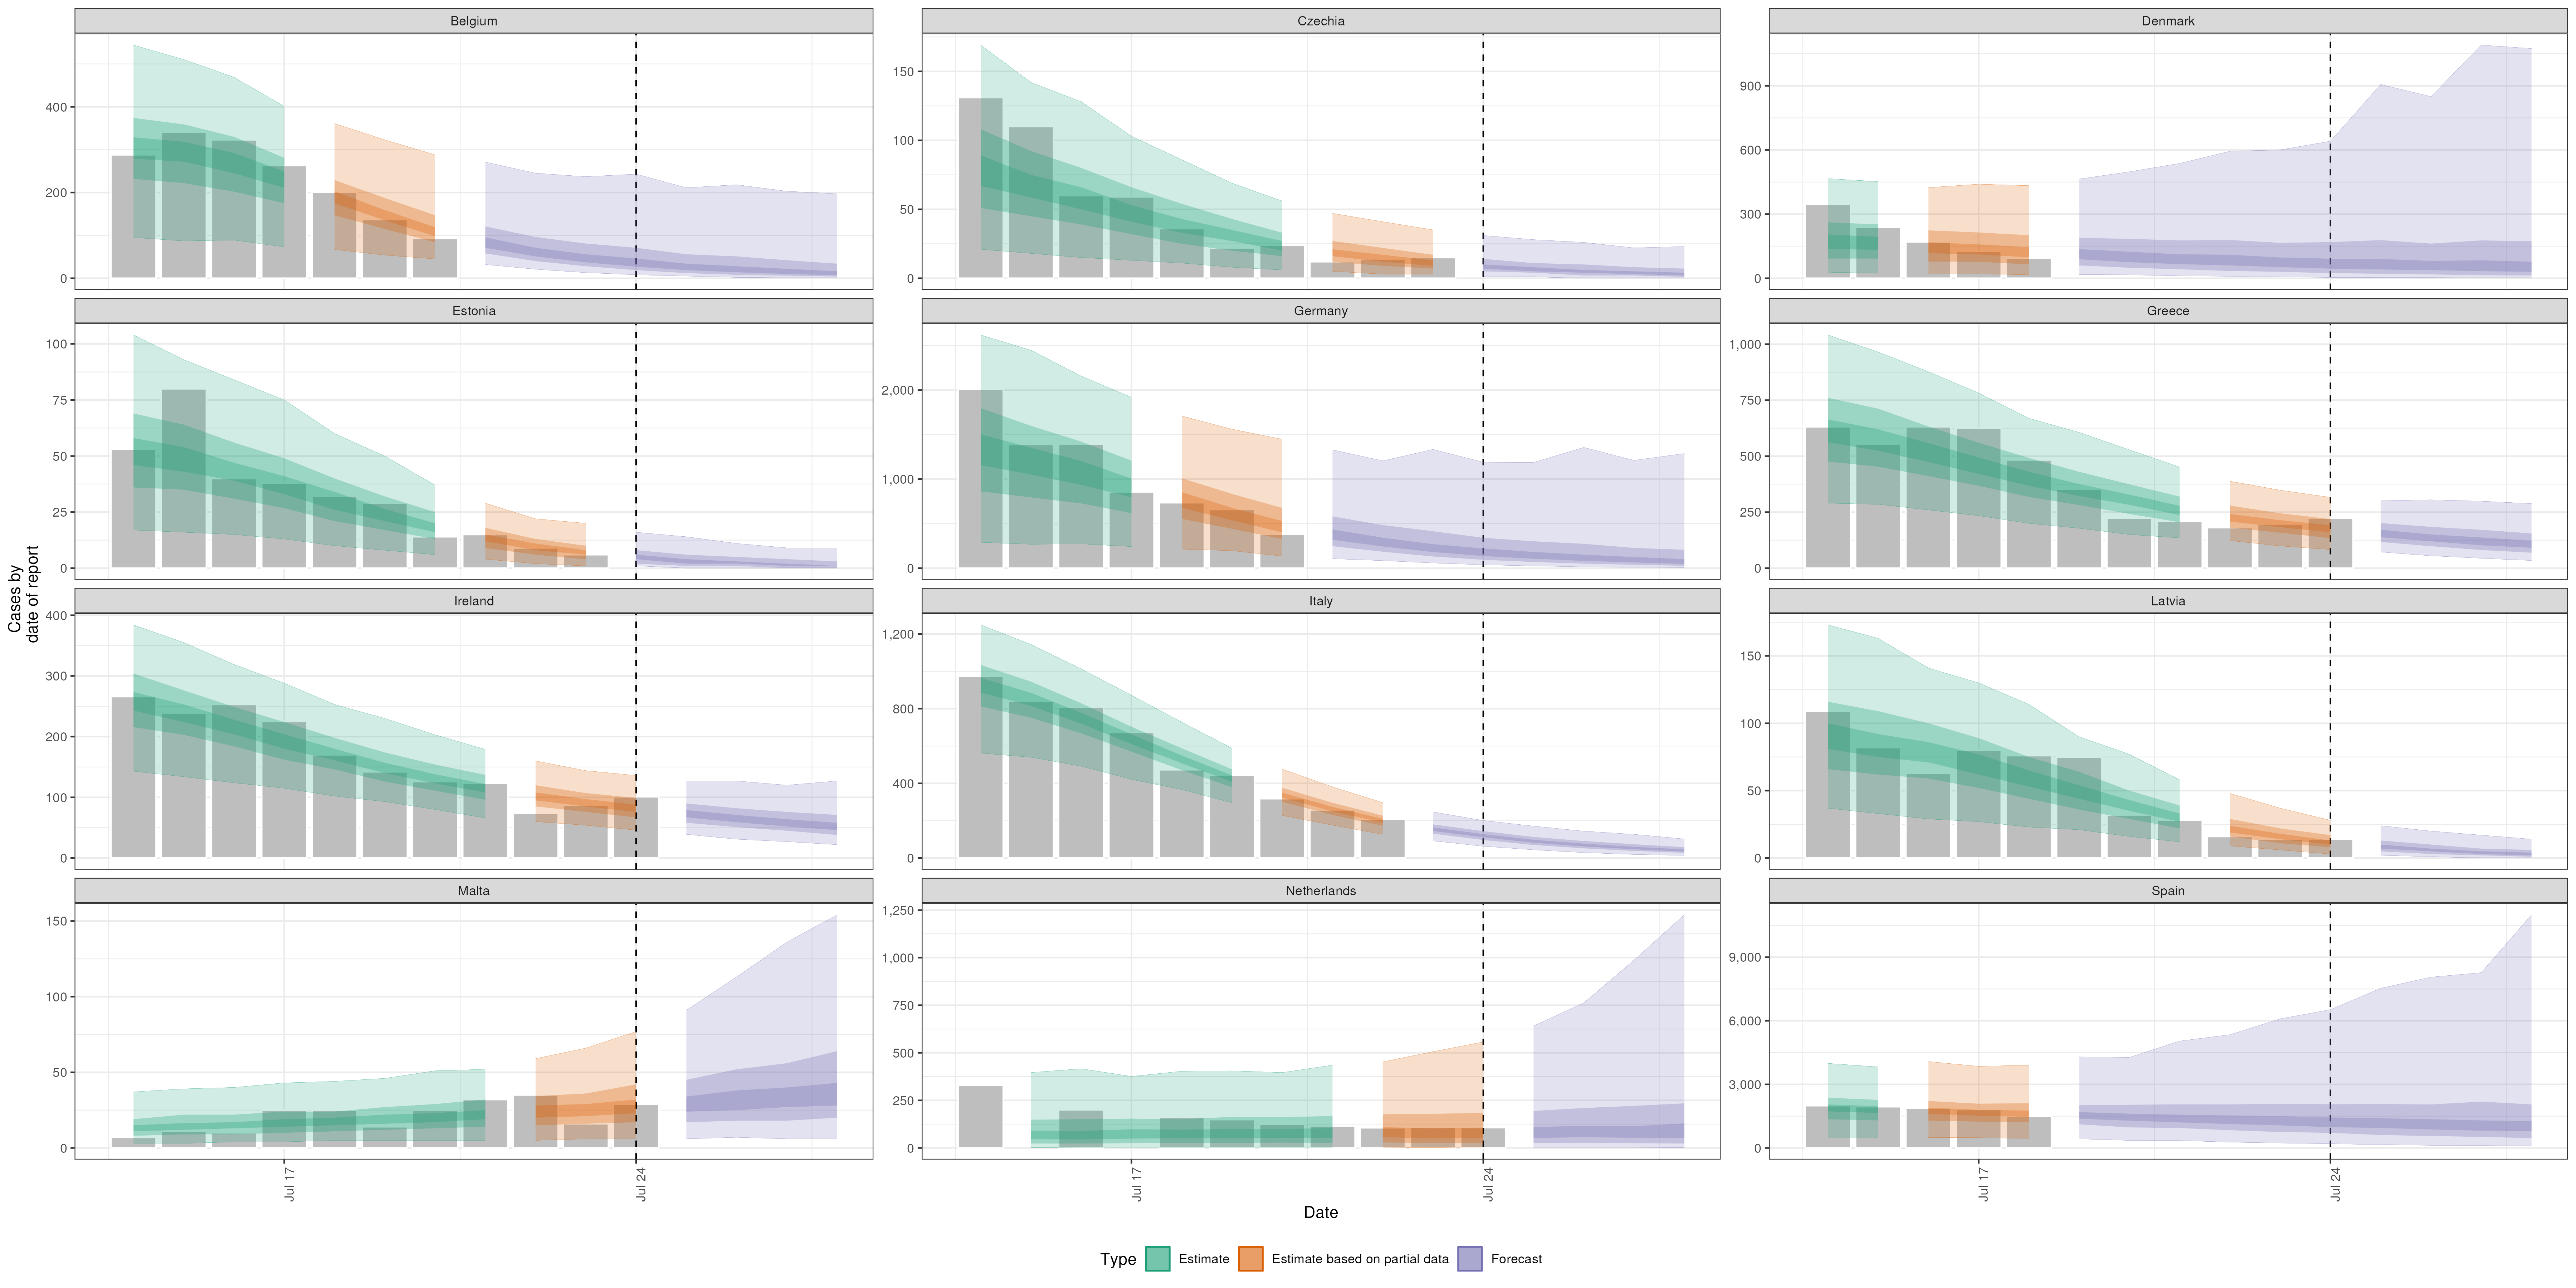 Belgium
Czechia
Denmark
400
200
0
150
100
50
0
900
600
300
0
Estonia
Germany
Greece
100
75
50
25
0
2,000
1,000
0
1,000
750
500
250
0
Cases by
date of report
Ireland
Italy
Latvia
400
300
200
100
0
1,200
800
400
0
150
100
50
0
Malta
Netherlands
Spain
150
100
50
0
1,250
1,000
750
500
250
0
9,000
6,000
3,000
0
Jul 17
Jul 24
Jul 17
Jul 24
Jul 17
Jul 24
Date
Type Estimate Estimate based on partial data Forecast